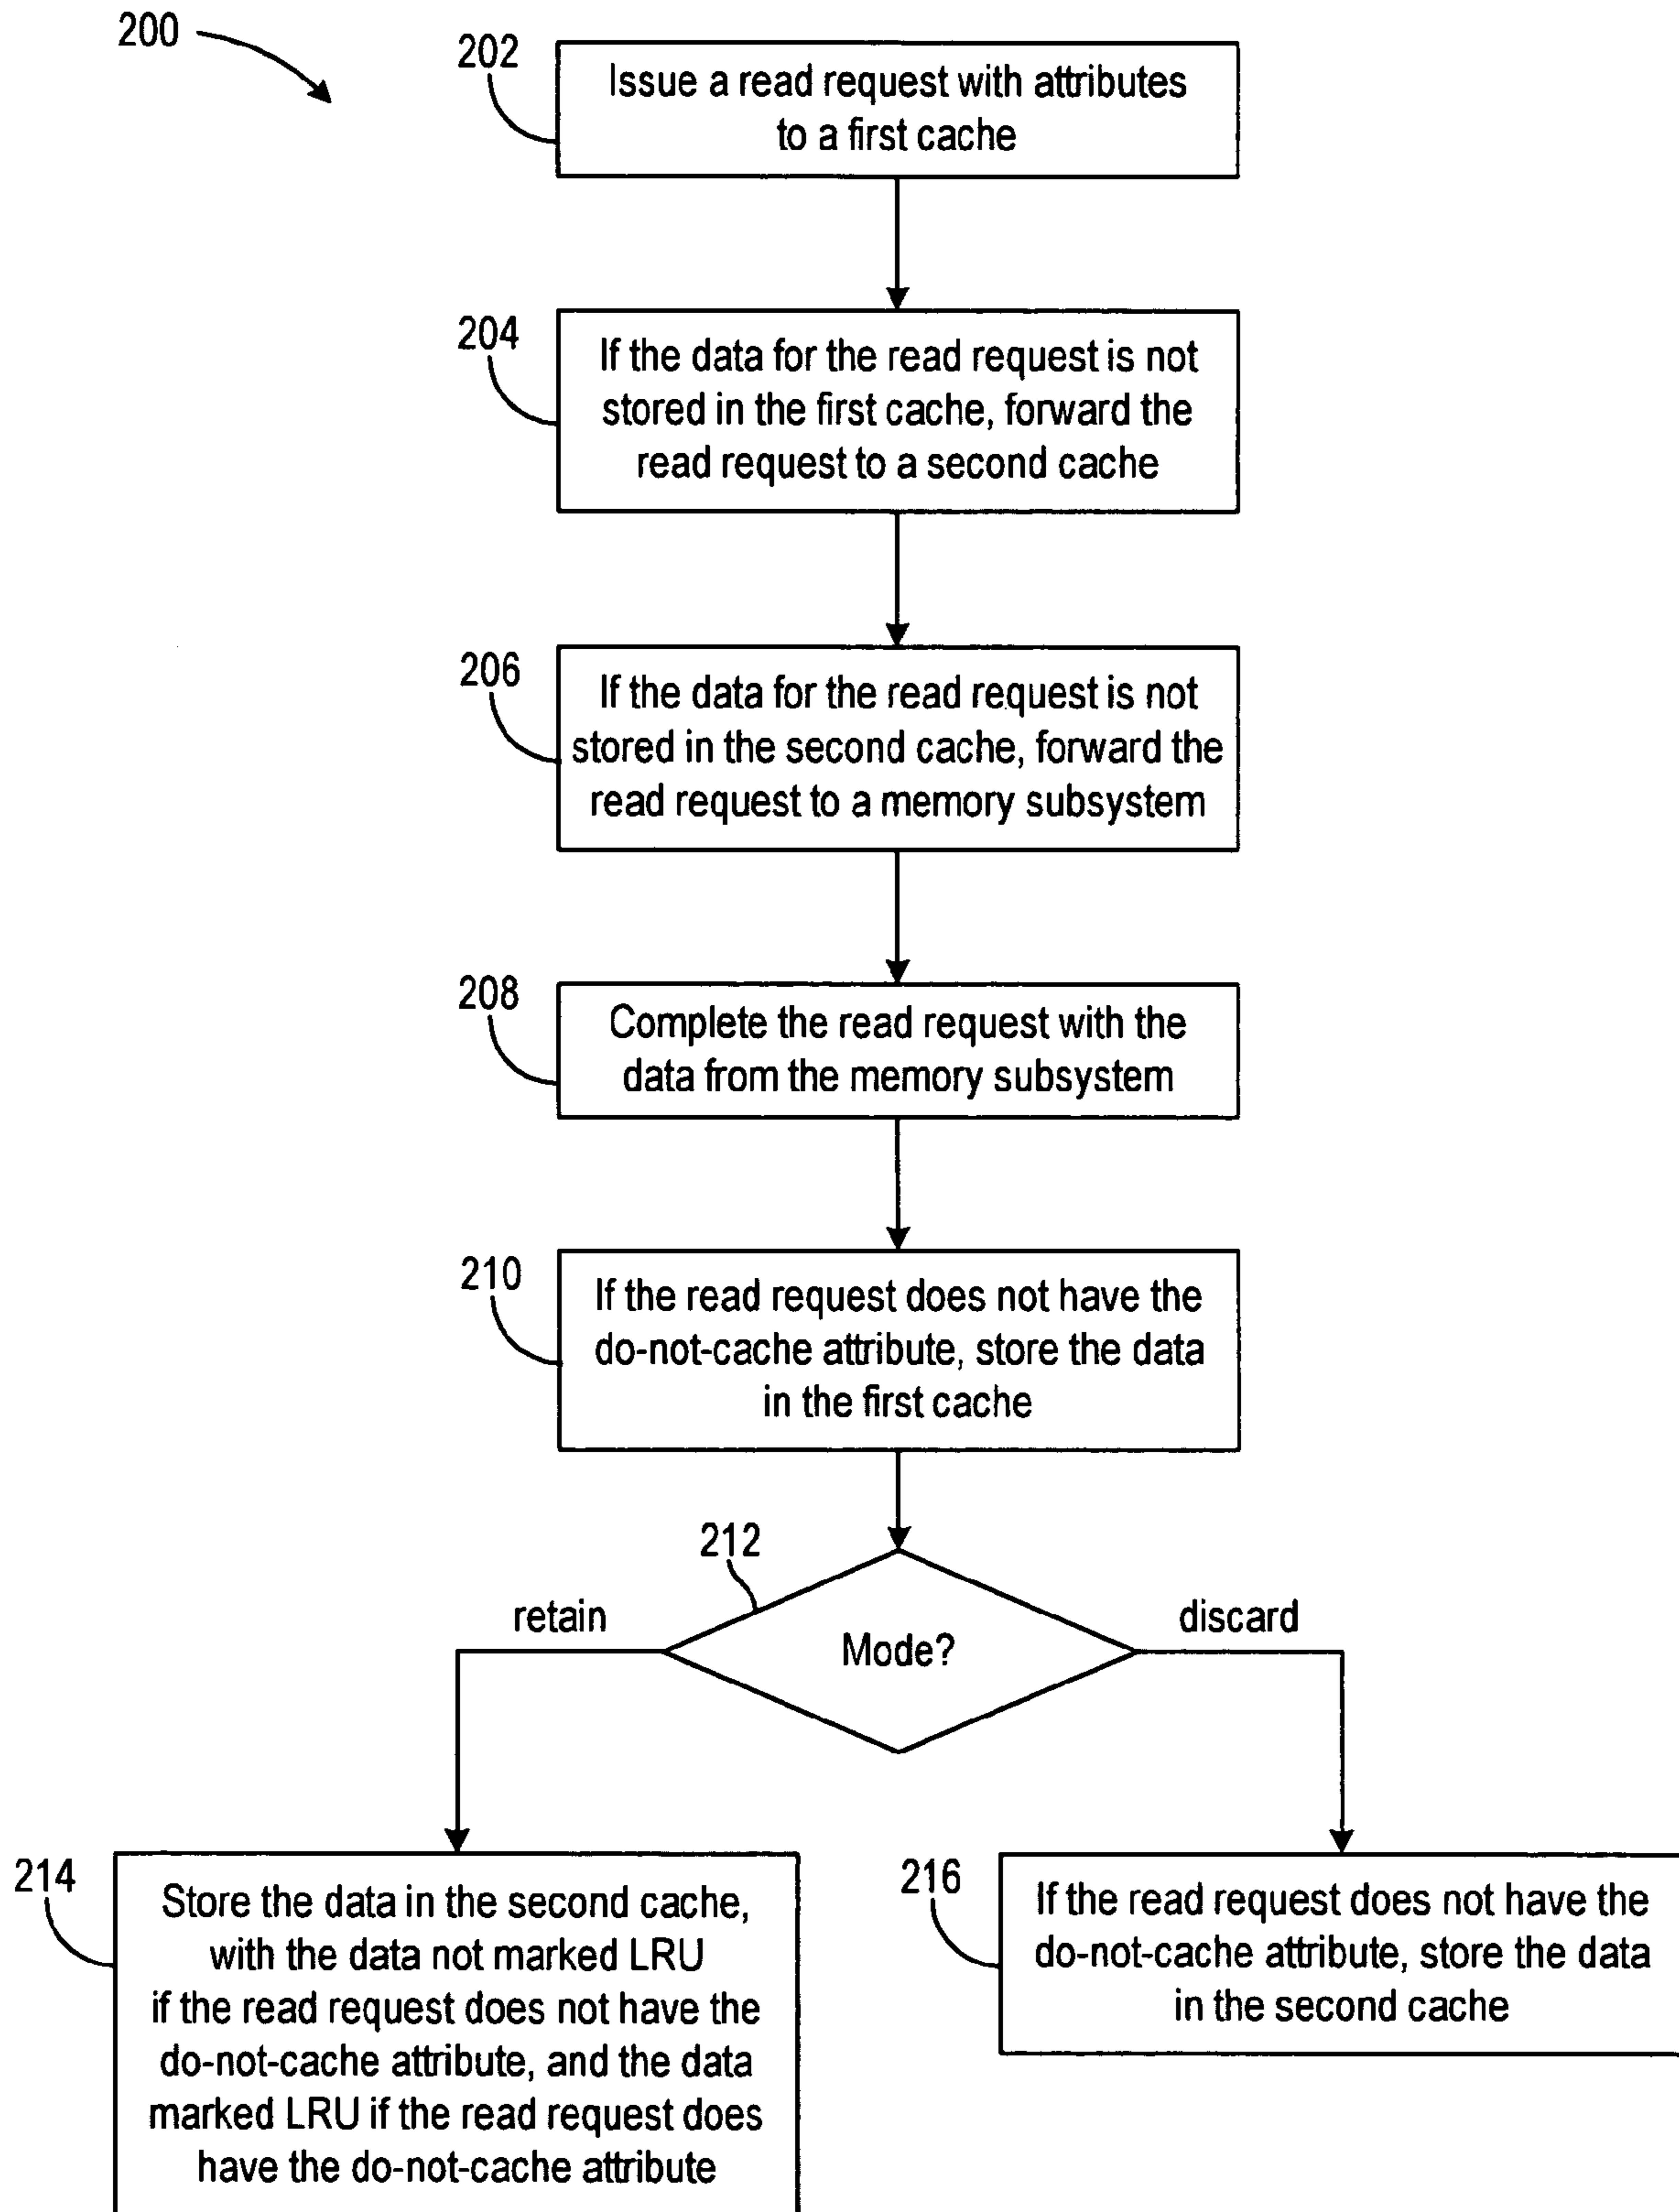 200
202
Issue a read request with attributes
to a first cache
204
If the data for the read request is not
stored in the first cache, forward the
read request to a second cache
206
If the data for the read request is not
stored in the second cache, forward the
read request to a memory subsystem
208
Complete the read request with the
data from the memory subsystem
210
If the read request does not have the
do-not-cache attribute, store the data
in the first cache
212
retain
Mode?
discard
214
Store the data in the second cache,
with the data not marked LRU
if the read request does not have the
do-not-cache attribute, and the data
marked LRU if the read request does
have the do-not-cache attribute
216
If the read request does not have the
do-not-cache attribute, store the data
in the second cache